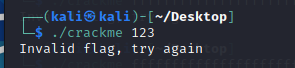 ┌──(kali㉿kali)-[~/Desktop]
└─$ ./crackme 123
Invalid flag, try again